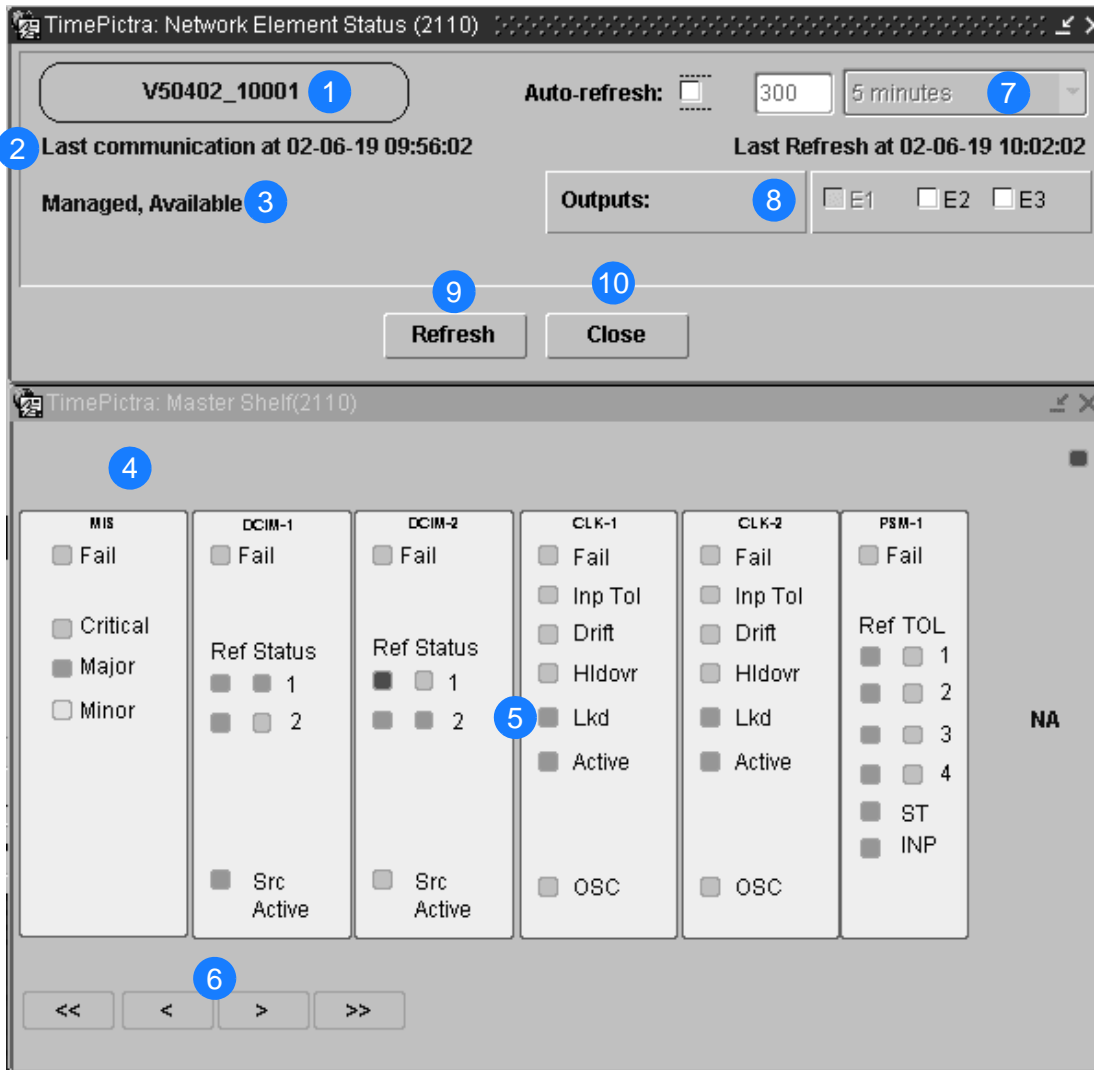 TimePictra: Network Element Status (2110)
V50402_10001 1 Auto-refresh: 300 5 minutes 7
2 Last communication at 02-06-19 09:56:02 Last Refresh at 02-06-19 10:02:02
Managed, Available 3 Outputs: 8 E1 E2 E3
9 10
Refresh Close
TimePictra: Master Shelf(2110)
4
MIS DCIM-1 DCIM-2 CLK-1 CLK-2 PSM-1
Fail Fail Fail Fail Fail Fail
Inp Tol Inp Tol
Critical Ref Status Ref Status Drift Drift Ref TOL
Major 1 1 Hldovr Hldovr 1
Minor 2 2 5 Lkd Lkd 2 NA
Active Active 3
4
ST
INP
Src Active Src Active OSC OSC
6
<< < > >>